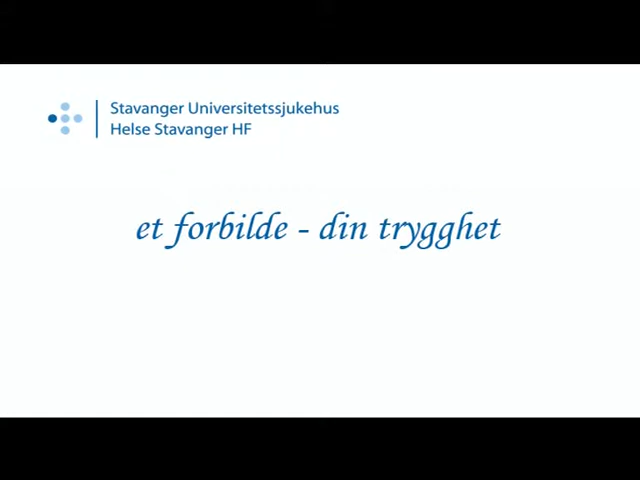 Stavanger Universitetssjukehus
Helse Stavanger HF
et forbilde - din trygghet